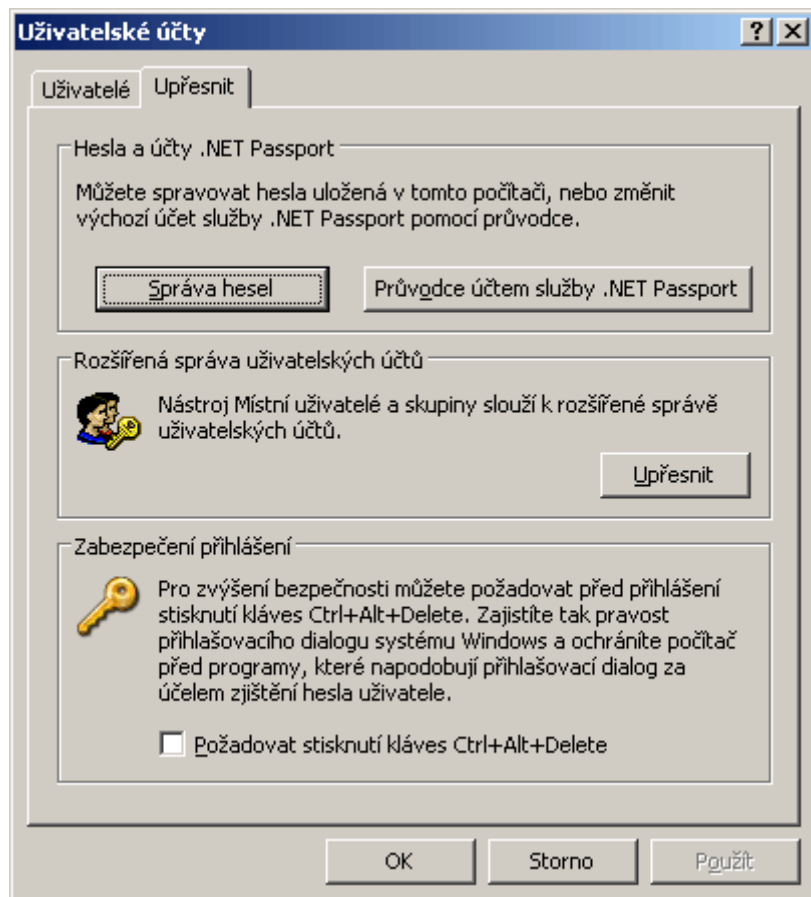 Uživatelské účty
Uživatelé
Upřesnit
Hesla a účty .NET Passport
Můžete spravovat hesla uložená v tomto počítači, nebo změnit
výchozí účet služby .NET Passport pomocí průvodce.
Správa hesel
Průvodce účtem služby .NET Passport
Rozšířená správa uživatelských účtů
Nástroj Místní uživatelé a skupiny slouží k rozšířené správě
uživatelských účtů.
Upřesnit
Zabezpečení přihlášení
Pro zvýšení bezpečnosti můžete požadovat před přihlášení
stisknutí kláves Ctrl+Alt+Delete. Zajistíte tak pravost
přihlašovacího dialogu systému Windows a ochráníte počítač
před programy, které napodobují přihlašovací dialog za
účelem zjištění hesla uživatele.
Požadovat stisknutí kláves Ctrl+Alt+Delete
OK
Storno
Použít